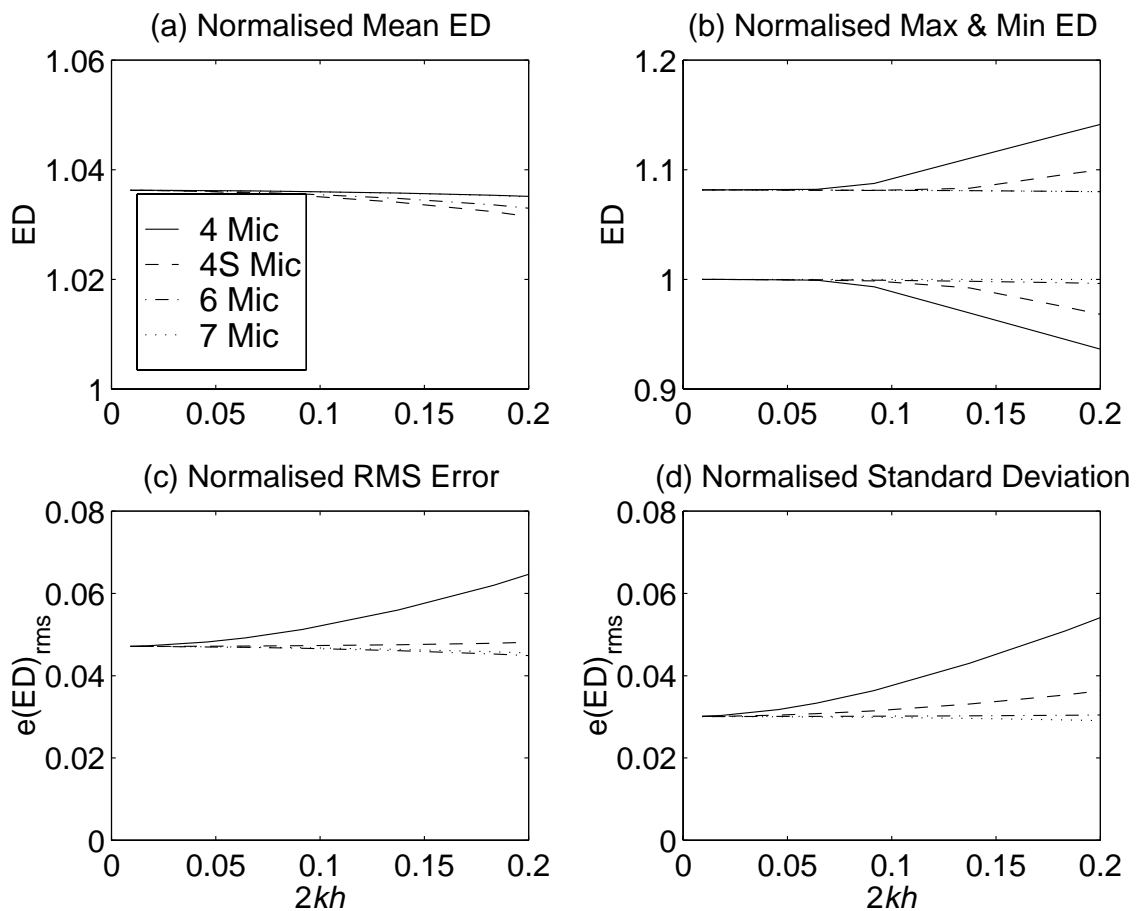 (a) Normalised Mean ED
1.06
1.04
1.02
1
ED
4 Mic
4S Mic
6 Mic
7 Mic
0 0.05 0.1 0.15 0.2
(b) Normalised Max & Min ED
1.2
1.1
1
0.9
ED
0 0.05 0.1 0.15 0.2
(c) Normalised RMS Error
0.08
0.06
0.04
0.02
0
e(ED)rms
0 0.05 0.1 0.15 0.2
2kh
(d) Normalised Standard Deviation
0.08
0.06
0.04
0.02
0
e(ED)rms
0 0.05 0.1 0.15 0.2
2kh